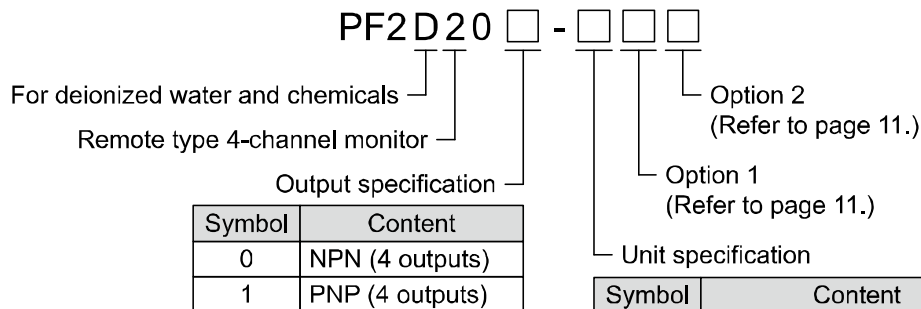 PF2D20□-□□□
For deionized water and chemicals
Option 2
(Refer to page 11.)
Remote type 4-channel monitor
Option 1
(Refer to page 11.)
Output specification
Symbol Content
0 NPN (4 outputs)
1 PNP (4 outputs)
Unit specification
Symbol Content